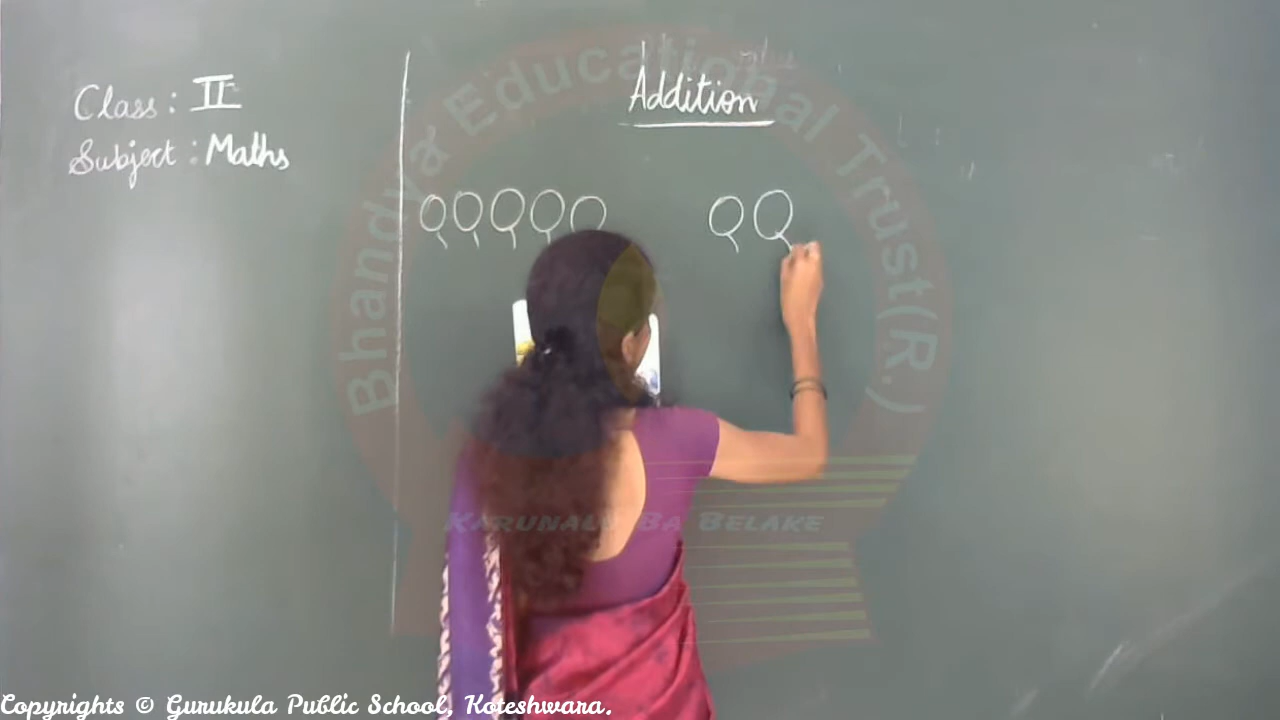 Class : II
Subject : Maths
Addition
Bhandya Educational Trust (R.)
KARUNALU BA BELAKE
Copyrights © Gurukula Public School, Koteshwara.